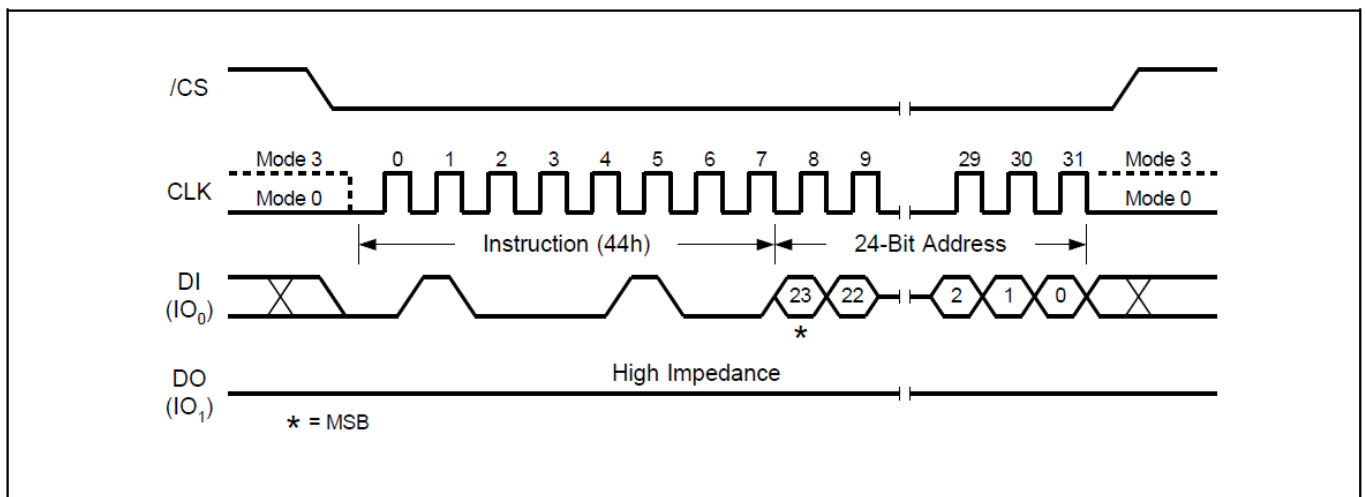 /CS
Mode 3 0 1 2 3 4 5 6 7 8 9 29 30 31 Mode 3
CLK
Mode 0 Mode 0
Instruction (44h) 24-Bit Address
DI
(IO0)
23 22 2 1 0
*
High Impedance
DO
(IO1)
* = MSB